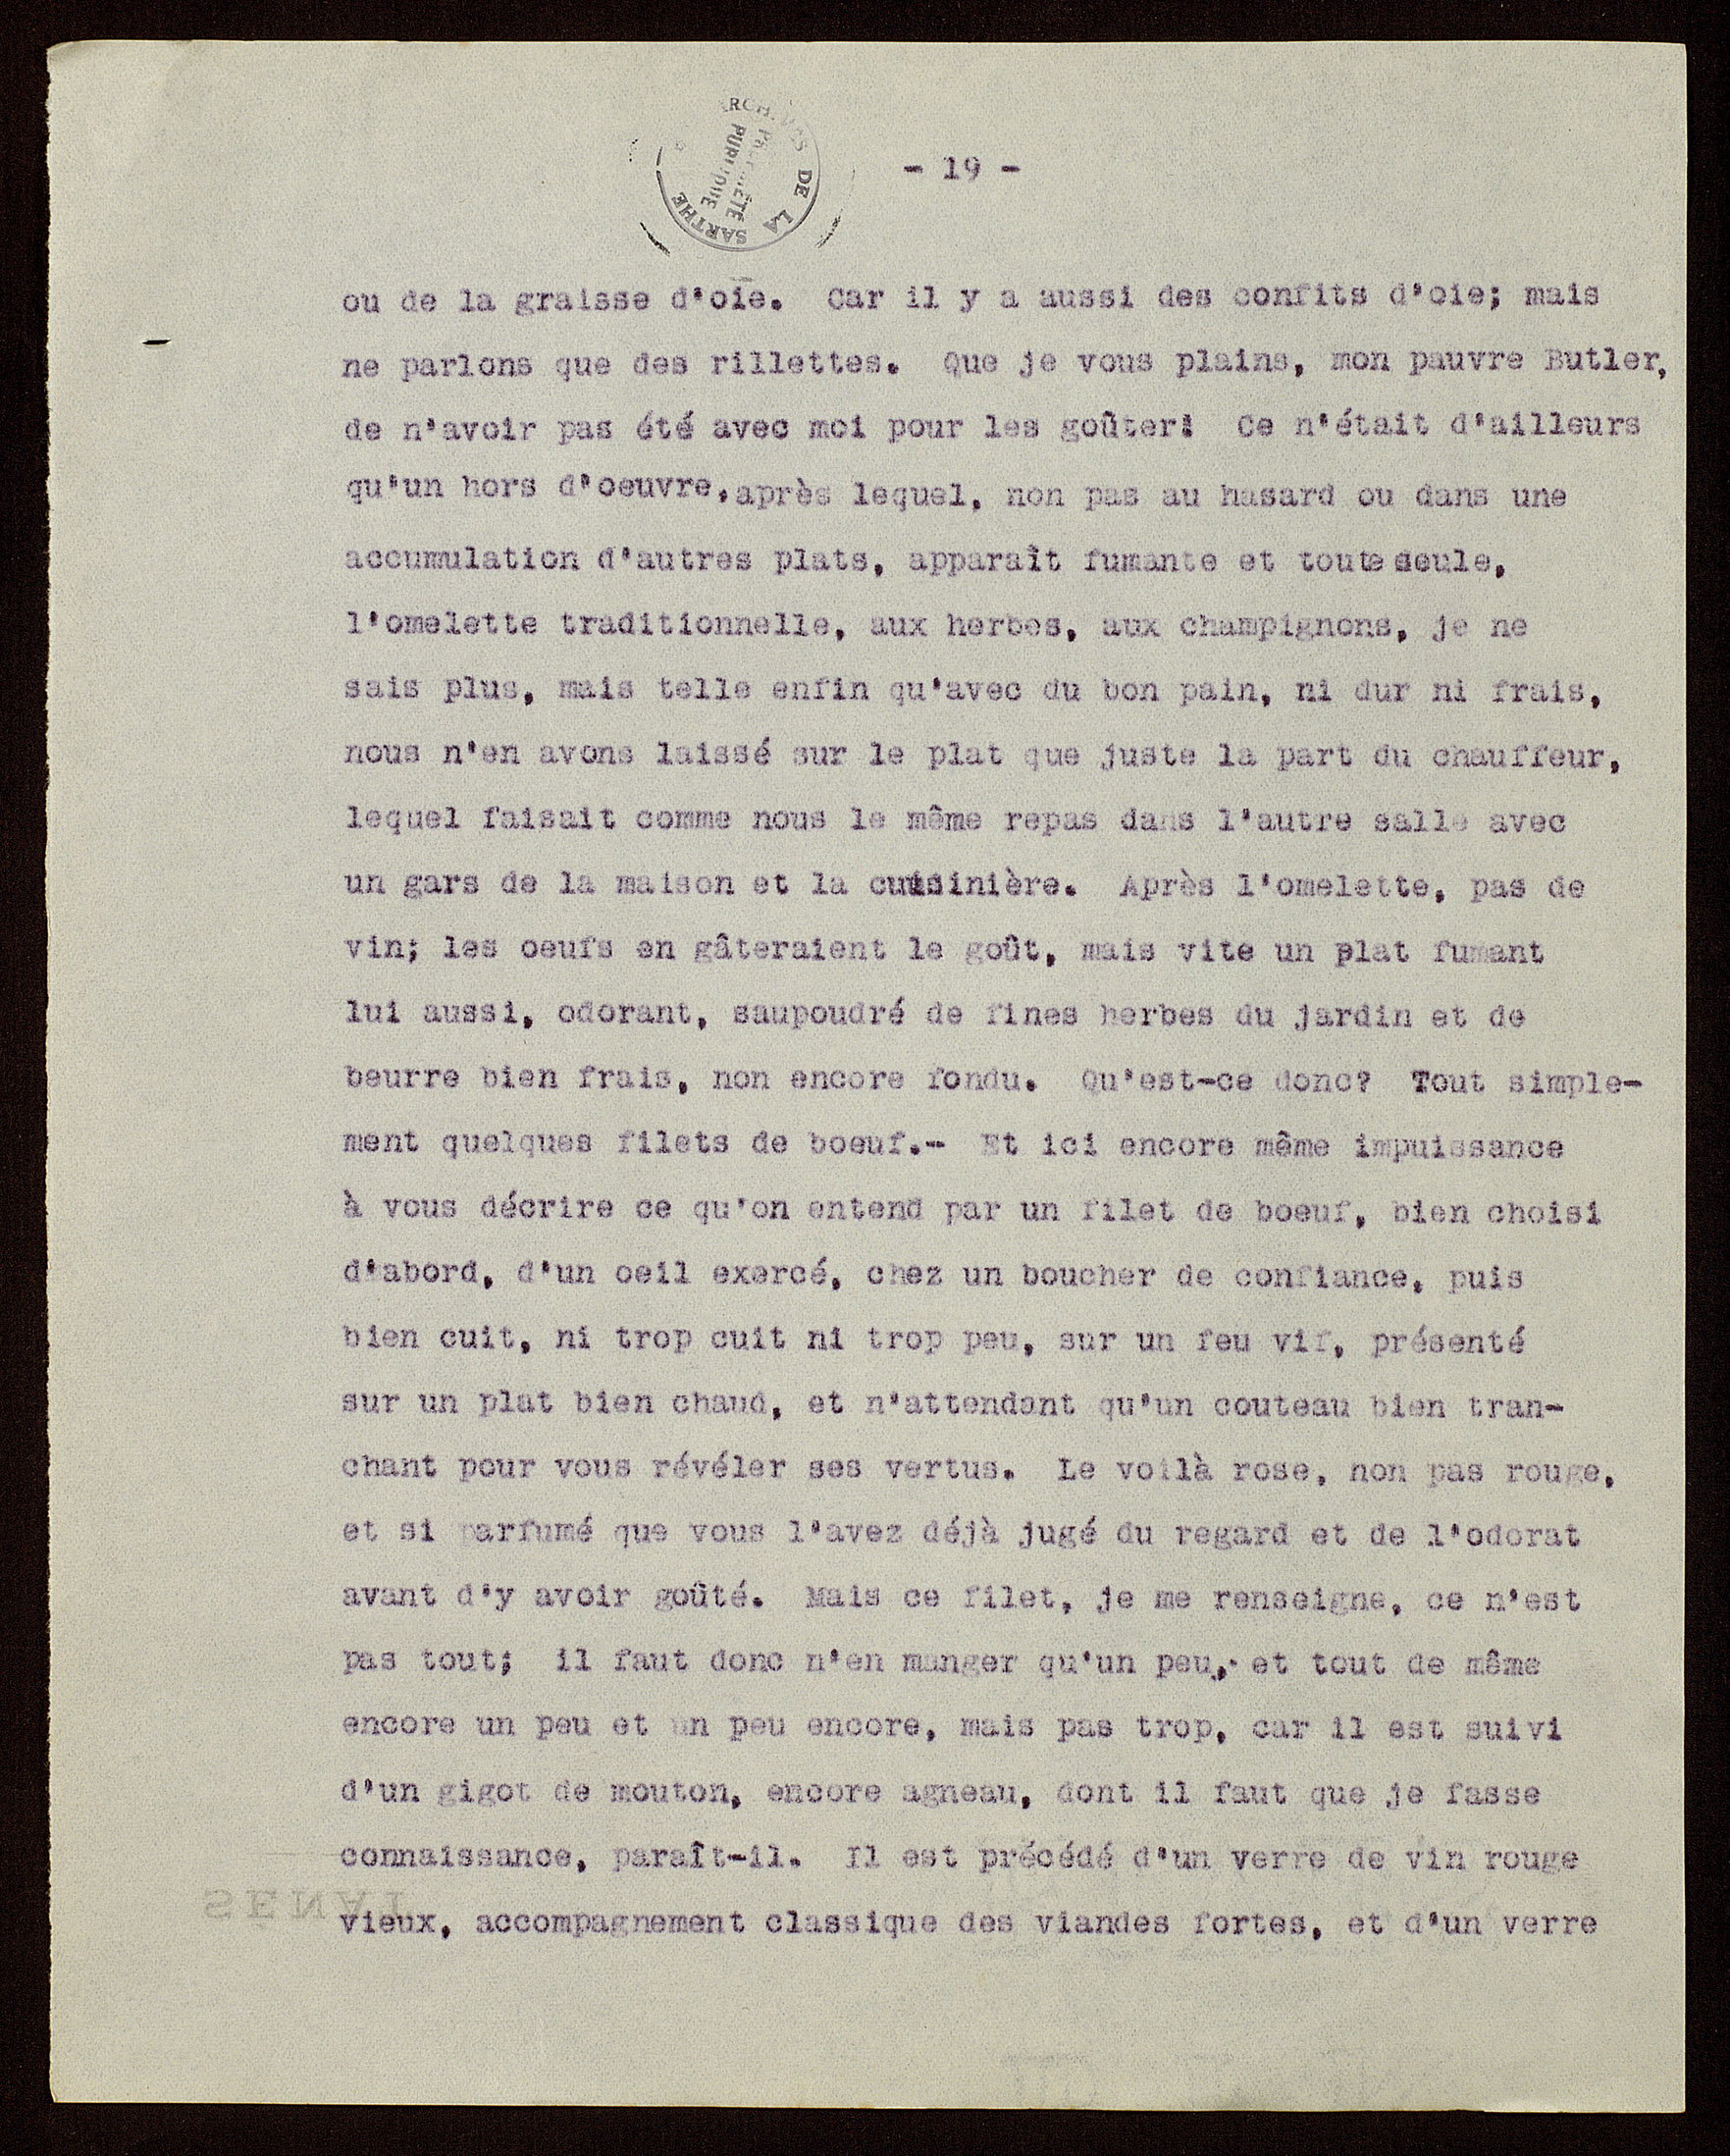 ARCHIVES DE LA SARTHE
PROPRIÉTÉ
PUBLIQUE
- 19 -
ou de la graisse d'oie. Car il y a aussi des confits d'oie; mais
ne parlons que des rillettes. Que je vous plains, mon pauvre Butler,
de n'avoir pas été avec moi pour les goûter! Ce n'était d'ailleurs
qu'un hors d'oeuvre, après lequel, non pas au hasard ou dans une
accumulation d'autres plats, apparaît fumante et toute seule,
l'omelette traditionnelle, aux herbes, aux champignons, je ne
sais plus, mais telle enfin qu'avec du bon pain, ni dur ni frais,
nous n'en avons laissé sur le plat que juste la part du chauffeur,
lequel faisait comme nous le même repas dans l'autre salle avec
un gars de la maison et la cuisinière. Après l'omelette, pas de
vin; les oeufs en gâteraient le goût, mais vite un plat fumant
lui aussi, odorant, saupoudré de fines herbes du jardin et de
beurre bien frais, non encore fondu. Qu'est-ce donc? Tout simple-
ment quelques filets de boeuf.- Et ici encore même impuissance
à vous décrire ce qu'on entend par un filet de boeuf, bien choisi
d'abord, d'un oeil exercé, chez un boucher de confiance, puis
bien cuit, ni trop cuit ni trop peu, sur un feu vif, présenté
sur un plat bien chaud, et n'attendant qu'un couteau bien tran-
chant pour vous révéler ses vertus. Le voilà rose, non pas rouge,
et si parfumé que vous l'avez déjà jugé du regard et de l'odorat
avant d'y avoir goûté. Mais ce filet, je me renseigne, ce n'est
pas tout; il faut donc n'en manger qu'un peu, et tout de même
encore un peu et un peu encore, mais pas trop, car il est suivi
d'un gigot de mouton, encore agneau, dont il faut que je fasse
connaissance, paraît-il. Il est précédé d'un verre de vin rouge
vieux, accompagnement classique des viandes fortes, et d'un verre
SENAT